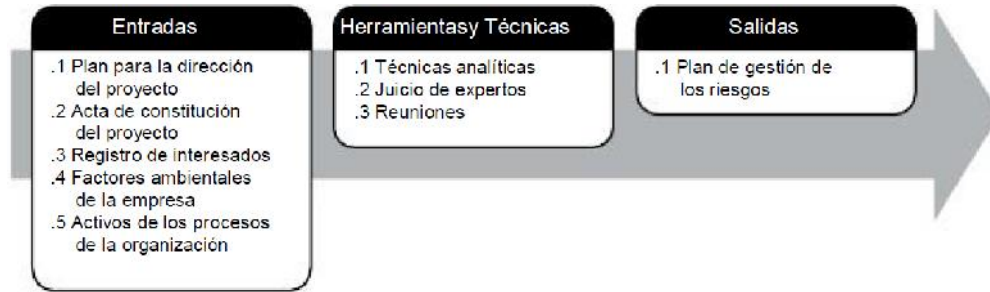 Entradas
.1 Plan para la dirección
del proyecto
.2 Acta de constitución
del proyecto
.3 Registro de interesados
.4 Factores ambientales
de la empresa
.5 Activos de los procesos
de la organización
Herramientasy Técnicas
.1 Técnicas analíticas
.2 Juicio de expertos
.3 Reuniones
Salidas
.1 Plan de gestión de
los riesgos